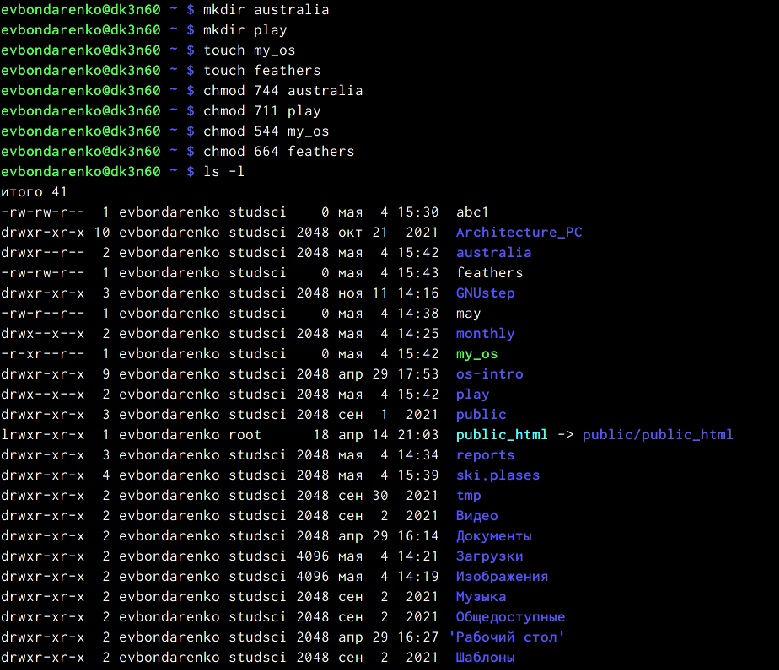 evbondarenko@dk3n60 ~ $ mkdir australia
evbondarenko@dk3n60 ~ $ mkdir play
evbondarenko@dk3n60 ~ $ touch my_os
evbondarenko@dk3n60 ~ $ touch feathers
evbondarenko@dk3n60 ~ $ chmod 744 australia
evbondarenko@dk3n60 ~ $ chmod 711 play
evbondarenko@dk3n60 ~ $ chmod 544 my_os
evbondarenko@dk3n60 ~ $ chmod 664 feathers
evbondarenko@dk3n60 ~ $ ls -l
итого 41
-rw-rw-r--  1 evbondarenko studsci    0 мая  4 15:30  abc1
drwxr-xr-x 10 evbondarenko studsci 2048 окт 21  2021  Architecture_PC
drwxr--r--  2 evbondarenko studsci 2048 мая  4 15:42  australia
-rw-rw-r--  1 evbondarenko studsci    0 мая  4 15:43  feathers
drwxr-xr-x  3 evbondarenko studsci 2048 ноя 11 14:16  GNUstep
-rw-r--r--  1 evbondarenko studsci    0 мая  4 14:38  may
drwx--x--x  2 evbondarenko studsci 2048 мая  4 14:25  monthly
-r-xr--r--  1 evbondarenko studsci    0 мая  4 15:42  my_os
drwxr-xr-x  9 evbondarenko studsci 2048 апр 29 17:53  os-intro
drwx--x--x  2 evbondarenko studsci 2048 мая  4 15:42  play
drwxr-xr-x  3 evbondarenko studsci 2048 сен  1  2021  public
lrwxr-xr-x  1 evbondarenko root      18 апр 14 21:03  public_html -> public/public_html
drwxr-xr-x  3 evbondarenko studsci 2048 мая  4 14:34  reports
drwxr-xr-x  4 evbondarenko studsci 2048 мая  4 15:39  ski.plases
drwxr-xr-x  2 evbondarenko studsci 2048 сен 30  2021  tmp
drwxr-xr-x  2 evbondarenko studsci 2048 сен  2  2021  Видео
drwxr-xr-x  2 evbondarenko studsci 2048 апр 29 16:14  Документы
drwxr-xr-x  2 evbondarenko studsci 4096 мая  4 14:21  Загрузки
drwxr-xr-x  2 evbondarenko studsci 4096 мая  4 14:19  Изображения
drwxr-xr-x  2 evbondarenko studsci 2048 сен  2  2021  Музыка
drwxr-xr-x  2 evbondarenko studsci 2048 сен  2  2021  Общедоступные
drwxr-xr-x  2 evbondarenko studsci 2048 апр 29 16:27 'Рабочий стол'
drwxr-xr-x  2 evbondarenko studsci 2048 сен  2  2021  Шаблоны